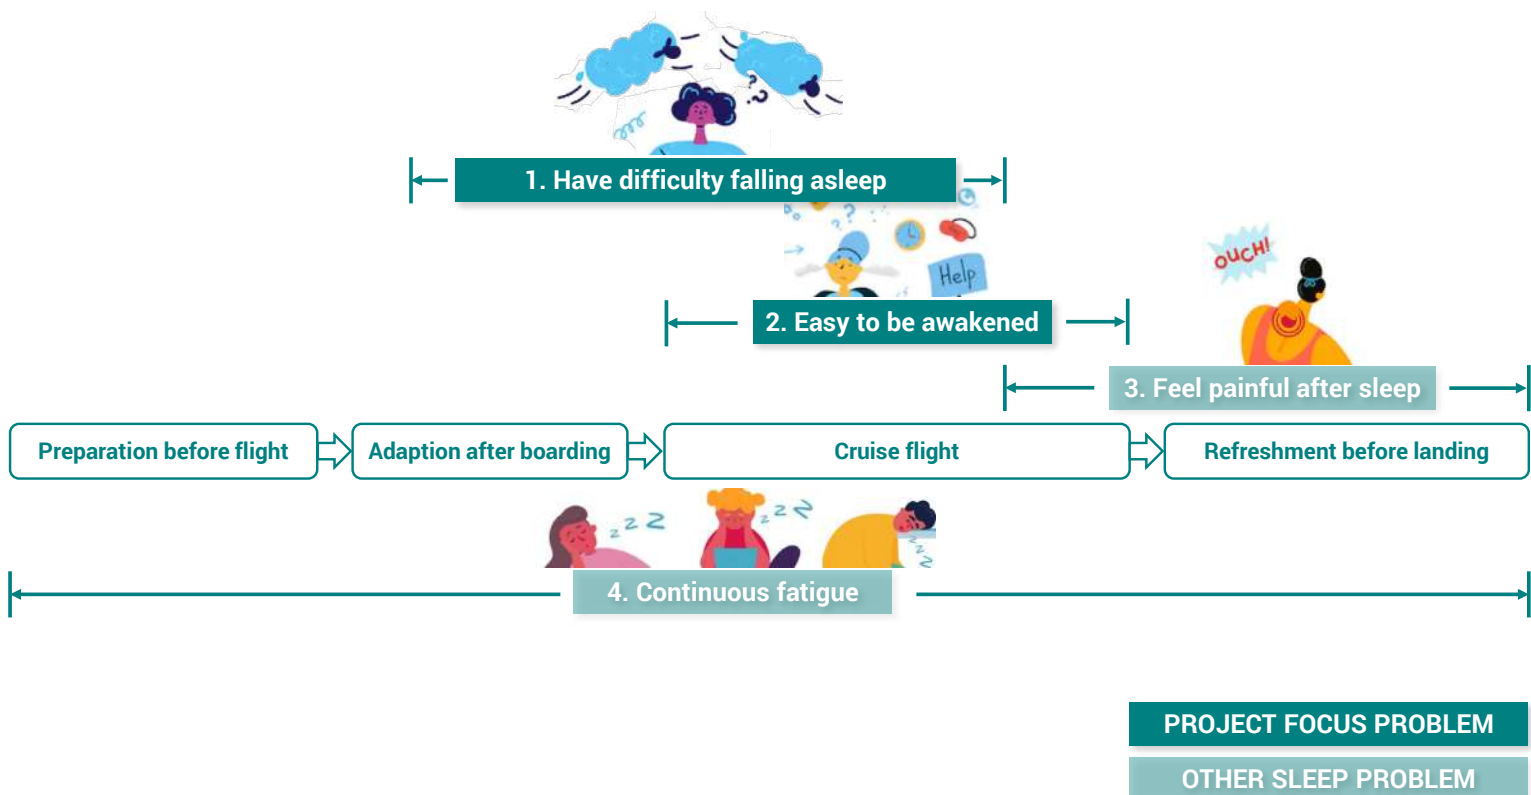 1. Have difficulty falling asleep
Help
2. Easy to be awakened
OUCH!
3. Feel painful after sleep
Preparation before flight
Adaption after boarding
Cruise flight
Refreshment before landing
z z Z
z z Z
z z z z
4. Continuous fatigue
PROJECT FOCUS PROBLEM
OTHER SLEEP PROBLEM